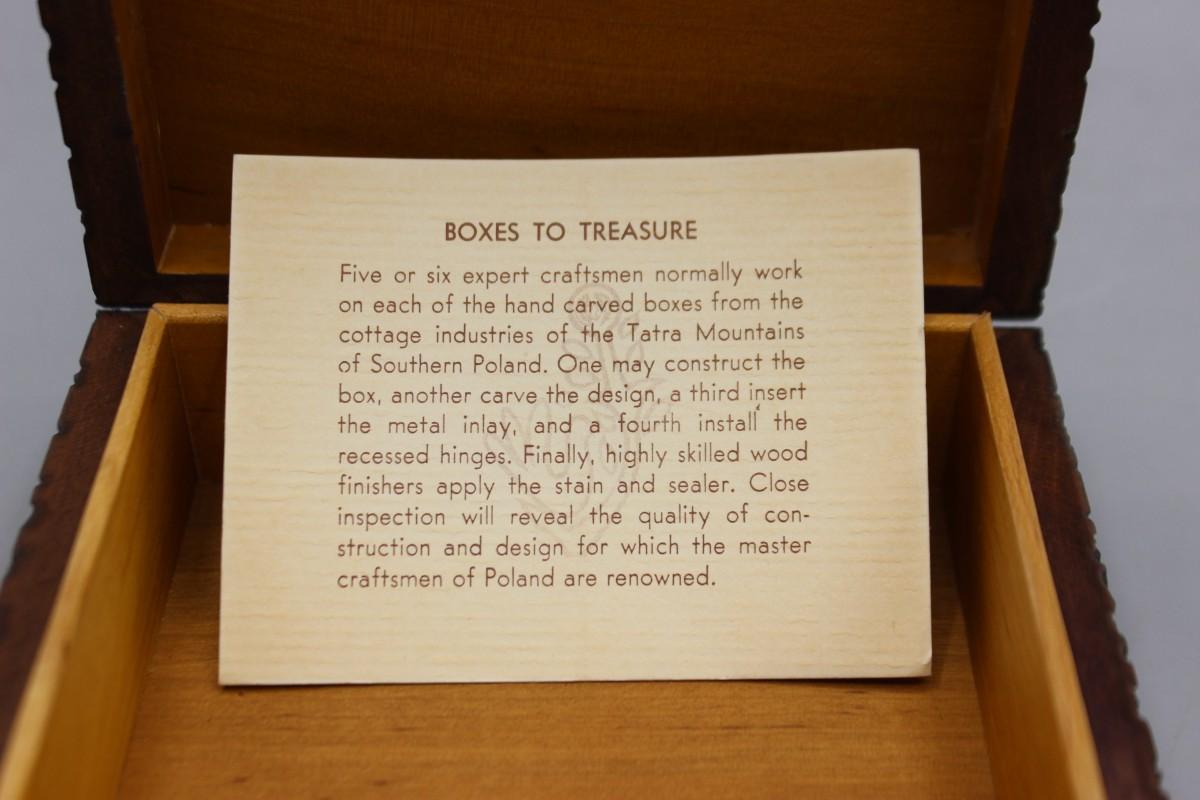 BOXES TO TREASURE
Five or six expert craftsmen normally work
on each of the hand carved boxes from the
cottage industries of the Tatra Mountains
of Southern Poland. One may construct the
box, another carve the design, a third insert
the metal inlay, and a fourth install the
recessed hinges. Finally, highly skilled wood
finishers apply the stain and sealer. Close
inspection will reveal the quality of con-
struction and design for which the master
craftsmen of Poland are renowned.